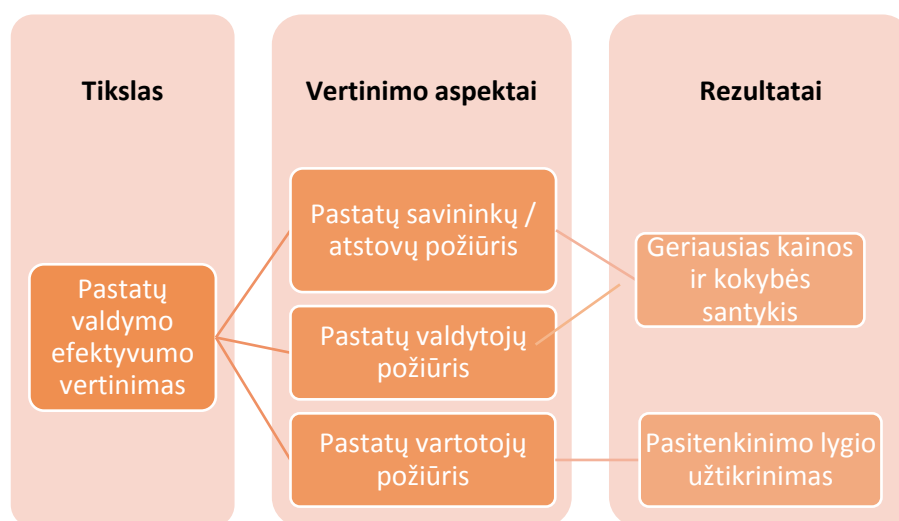 Tikslas
Vertinimo aspektai
Rezultatai
Pastatų
valdymo
efektyvumo
vertinimas
Pastatų savininkų /
atstovų požiūris
Pastatų valdytojų
požiūris
Pastatų vartotojų
požiūris
Geriausias kainos
ir kokybės
santykis
Pasitenkinimo lygio
užtikrinimas